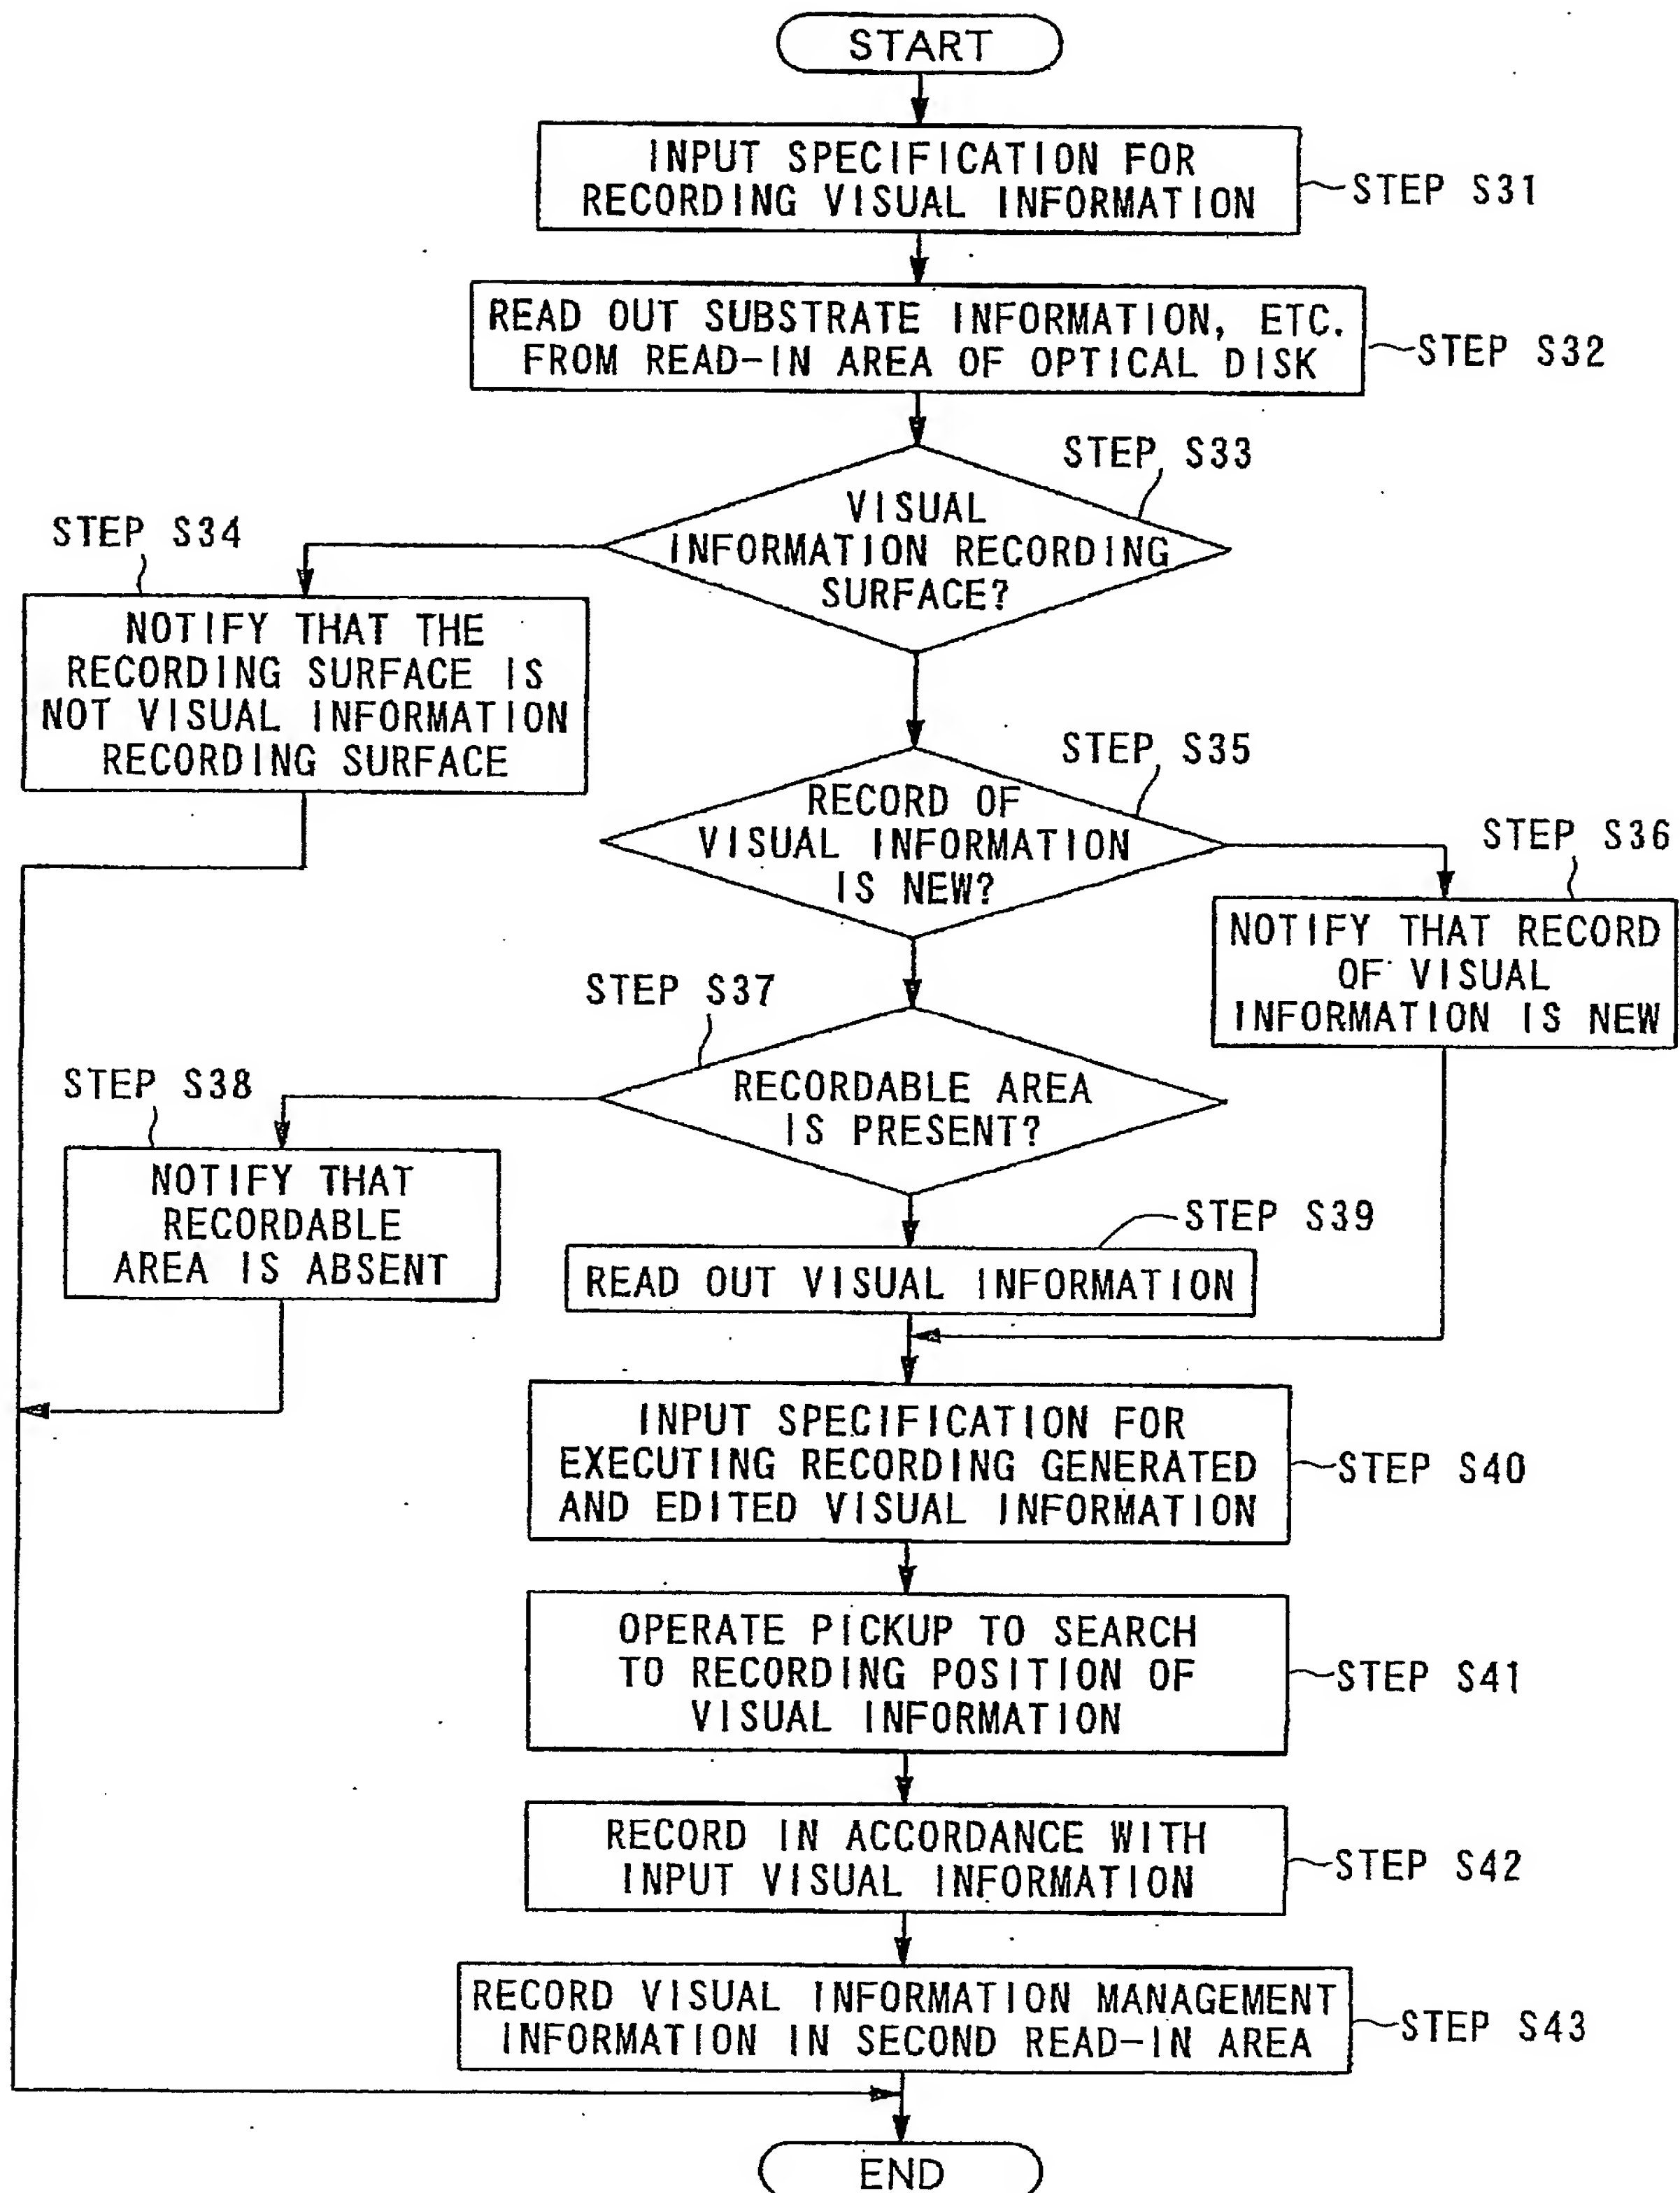 START
INPUT SPECIFICATION FOR
RECORDING VISUAL INFORMATION
STEP S31
READ OUT SUBSTRATE INFORMATION, ETC.
FROM READ-IN AREA OF OPTICAL DISK
STEP S32
STEP S33
VISUAL
INFORMATION RECORDING
SURFACE?
STEP S34
NOTIFY THAT THE
RECORDING SURFACE IS
NOT VISUAL INFORMATION
RECORDING SURFACE
STEP S35
RECORD OF
VISUAL INFORMATION
IS NEW?
STEP S36
NOTIFY THAT RECORD
OF VISUAL
INFORMATION IS NEW
STEP S37
RECORDABLE AREA
IS PRESENT?
STEP S38
NOTIFY THAT
RECORDABLE
AREA IS ABSENT
STEP S39
READ OUT VISUAL INFORMATION
INPUT SPECIFICATION FOR
EXECUTING RECORDING GENERATED
AND EDITED VISUAL INFORMATION
STEP S40
OPERATE PICKUP TO SEARCH
TO RECORDING POSITION OF
VISUAL INFORMATION
STEP S41
RECORD IN ACCORDANCE WITH
INPUT VISUAL INFORMATION
STEP S42
RECORD VISUAL INFORMATION MANAGEMENT
INFORMATION IN SECOND READ-IN AREA
STEP S43
END